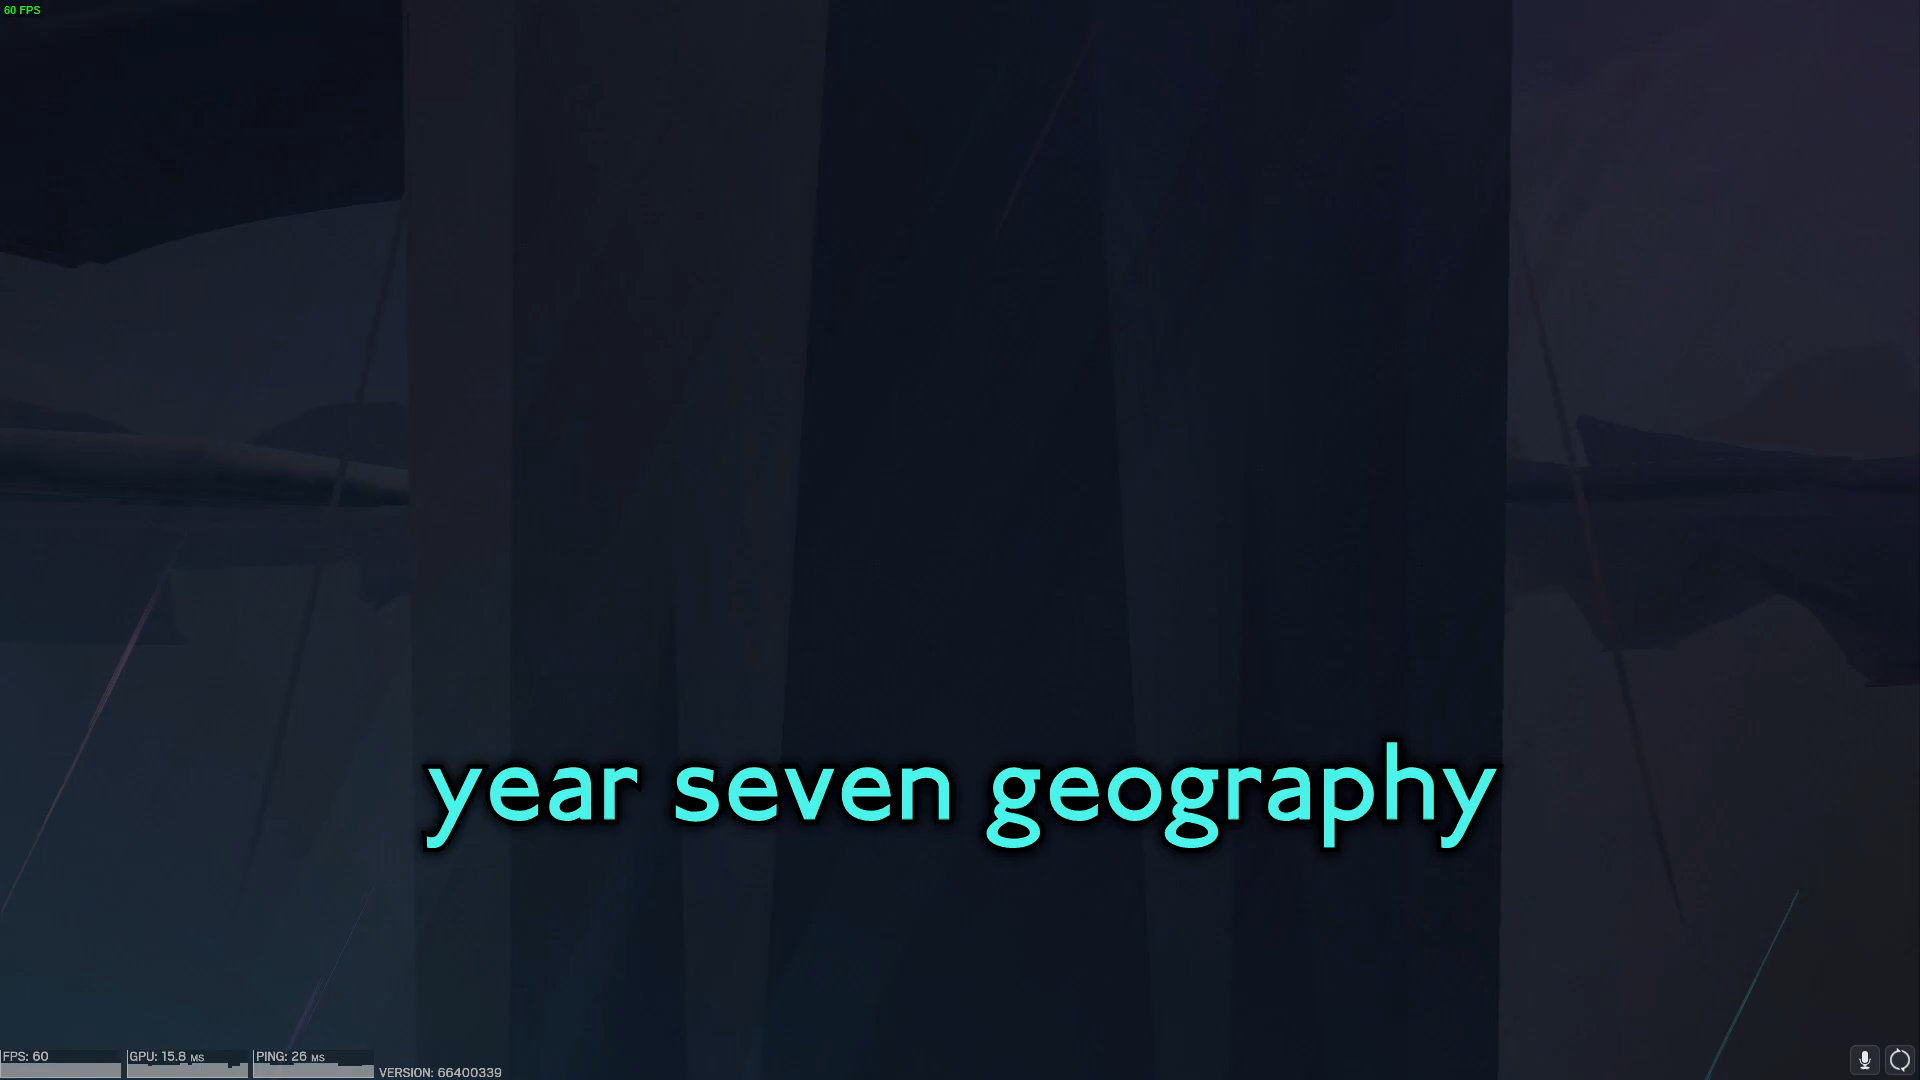 60 FPS
year seven geography
FPS: 60
GPU: 15.8 MS
PING: 26 MS
VERSION: 66400339